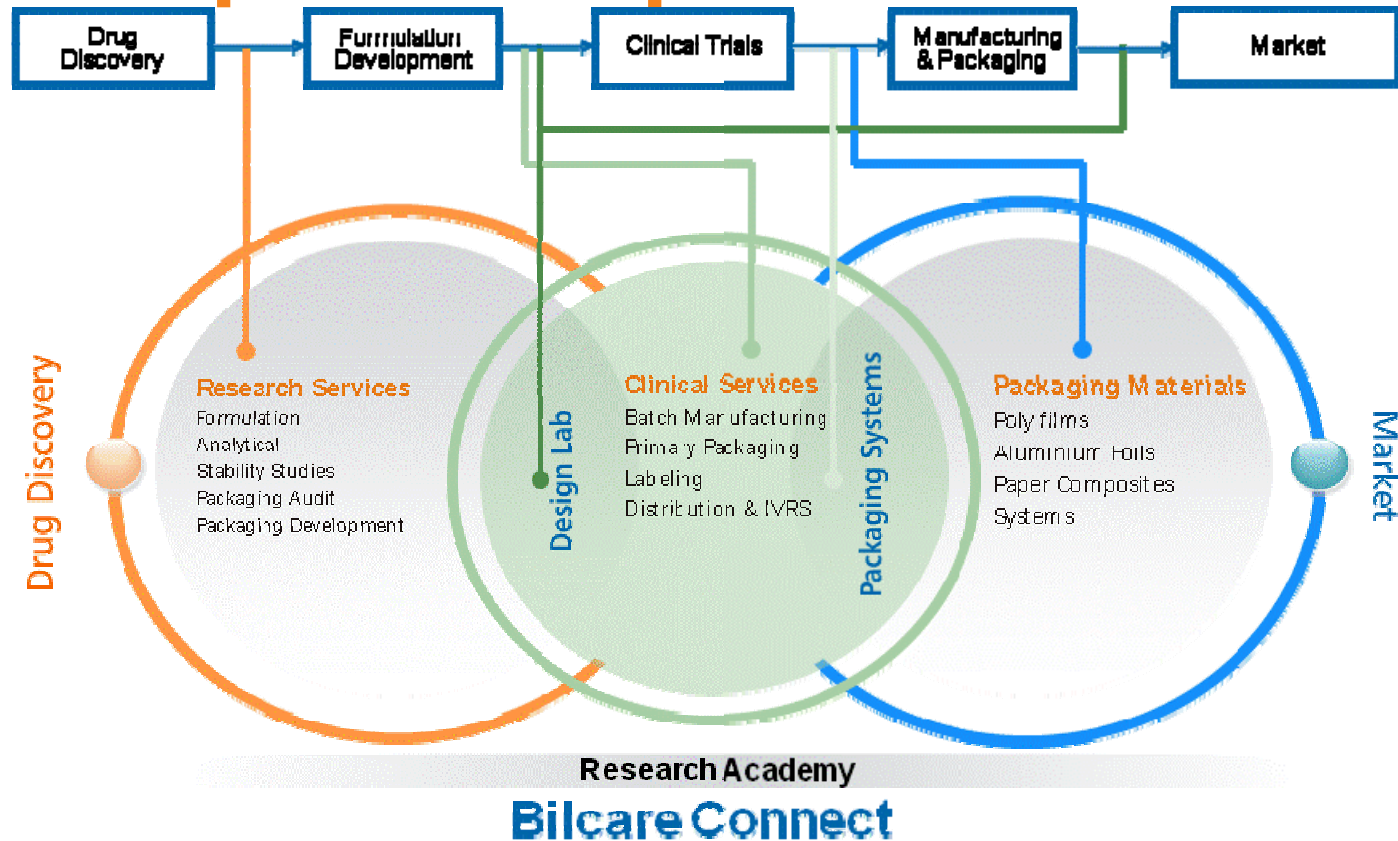 Drug
Discovery
Formulation
Development
Clinical Trials
Manufacturing
& Packaging
Market
Drug Discovery
Research Services
Formulation
Analytical
Stability Studies
Packaging Audit
Packaging Development
Design Lab
Clinical Services
Batch Manufacturing
Primary Packaging
Labeling
Distribution & IVRS
Packaging Systems
Packaging Materials
Poly films
Aluminium Foils
Paper Composites
Systems
Market
Research Academy
Bilcare Connect